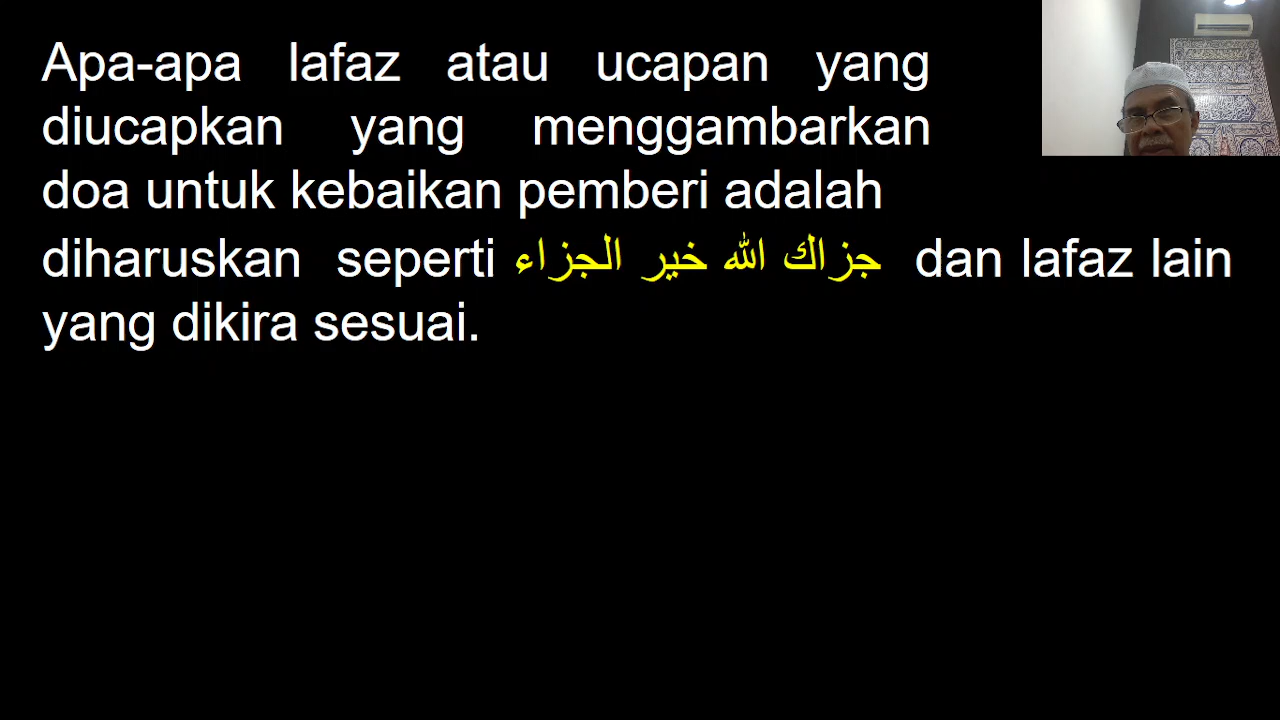 Apa-apa lafaz atau ucapan yang
diucapkan yang menggambarkan
doa untuk kebaikan pemberi adalah
diharuskan seperti جزاك الله خير الجزاء dan lafaz lain
yang dikira sesuai.